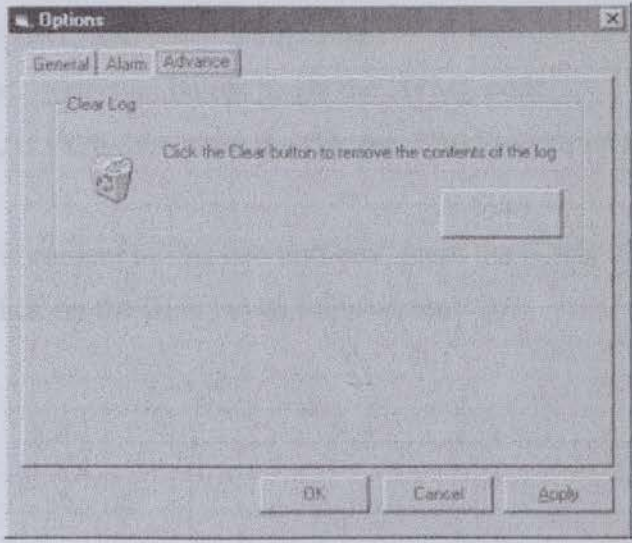 Options
General Alarm Advance
Clear Log
Click the Clear button to remove the contents of the log
OK Cancel Apply